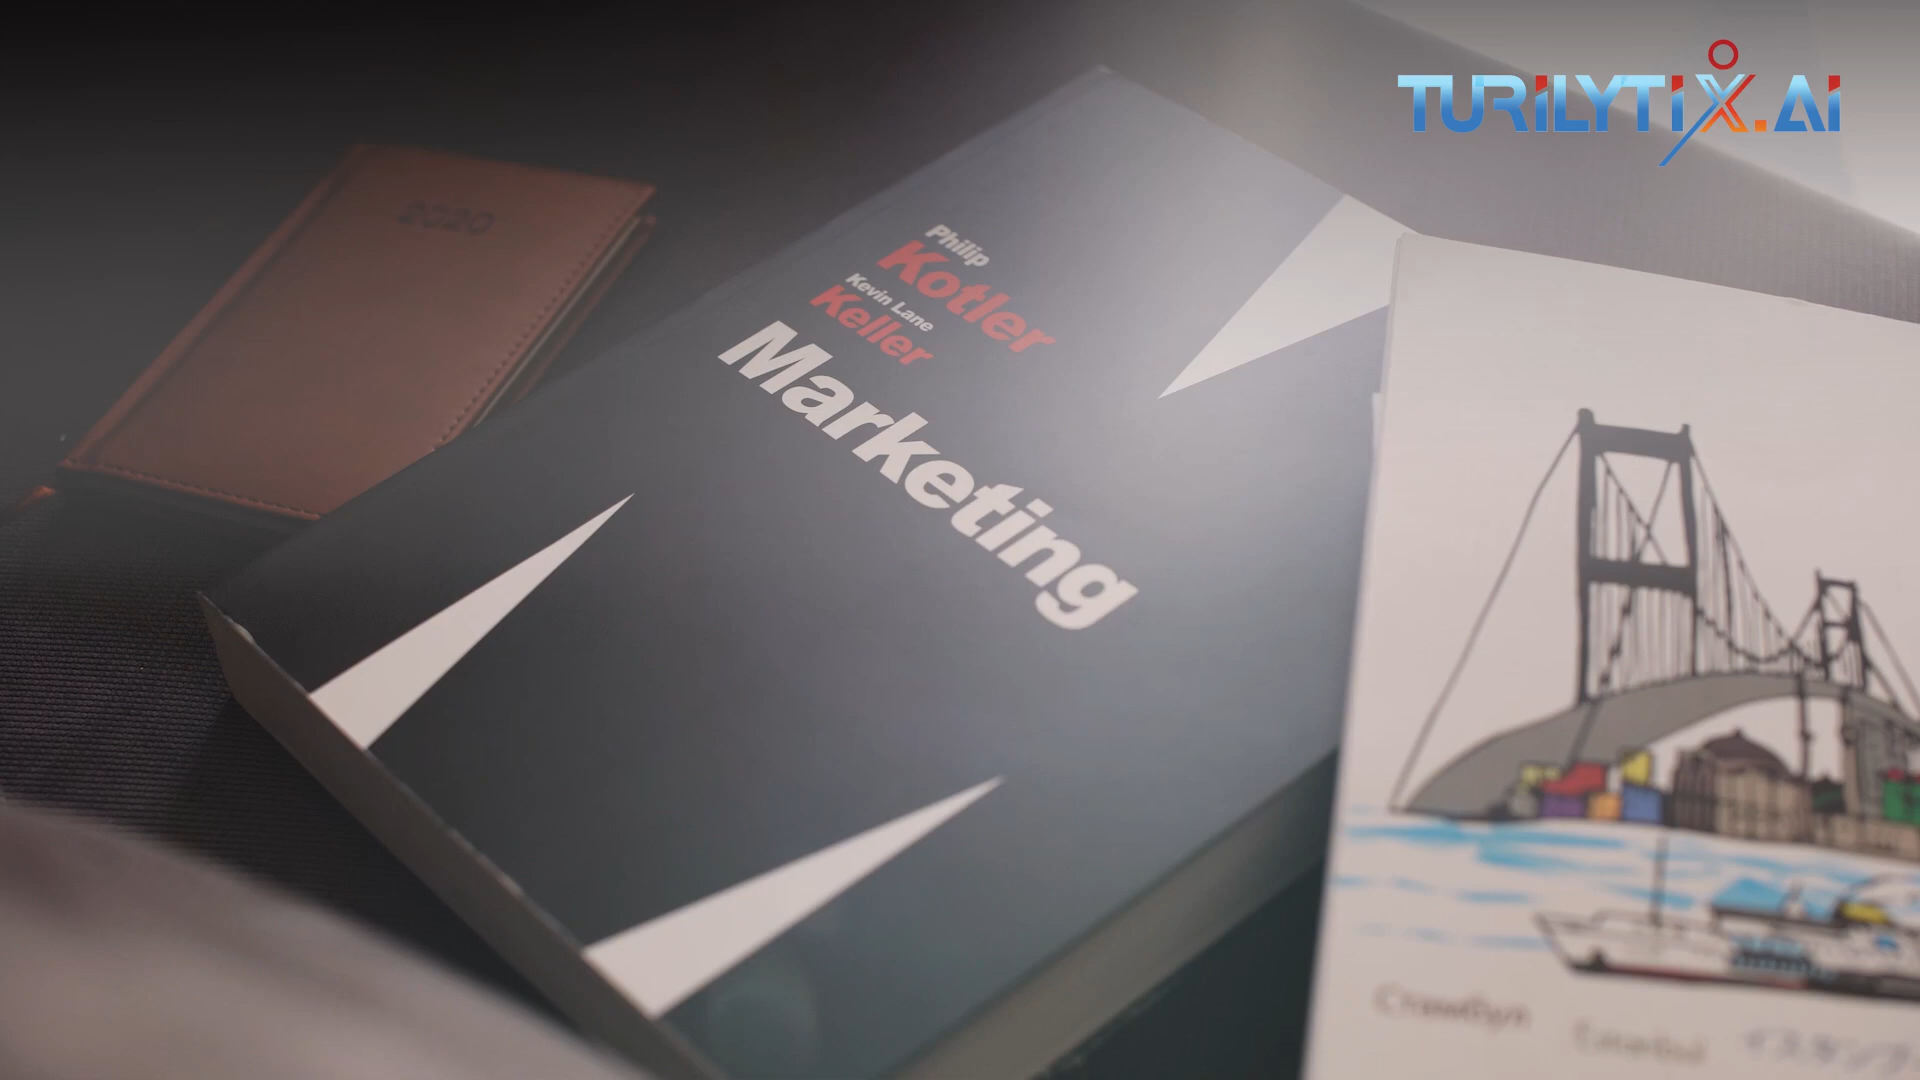 TURILYTIX.AI
2020
Philip
Kotler
Kevin Lane
Keller
Marketing
Стамбул
Istanbul